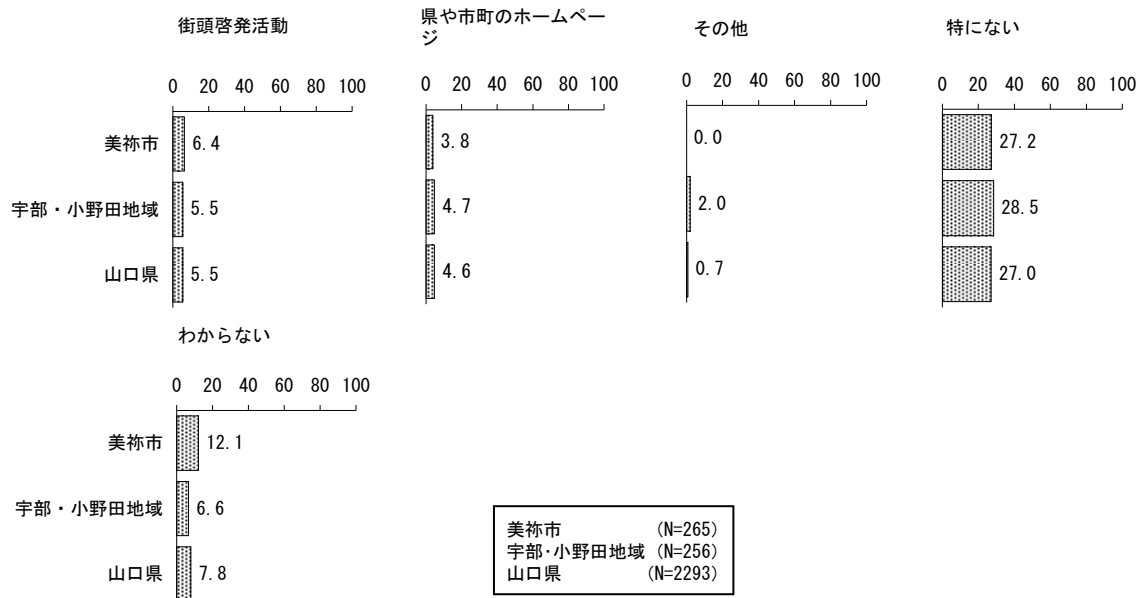 街頭啓発活動
0 20 40 60 80 100
美祢市 6.4
宇部・小野田地域 5.5
山口県 5.5
県や市町のホームペー
ジ
0 20 40 60 80 100
3.8
4.7
4.6
その他
0 20 40 60 80 100
0.0
2.0
0.7
特にない
0 20 40 60 80 100
27.2
28.5
27.0
わからない
0 20 40 60 80 100
美祢市 12.1
宇部・小野田地域 6.6
山口県 7.8
美祢市 (N=265)
宇部･小野田地域 (N=256)
山口県 (N=2293)